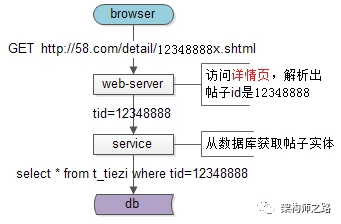 browser
GET http://58.com/detail/12348888x.shtml
web-server
访问详情页，解析出
帖子id是12348888
tid=12348888
service
从数据库获取帖子实体
select * from t_tiezi where tid=12348888
db
架构师之路